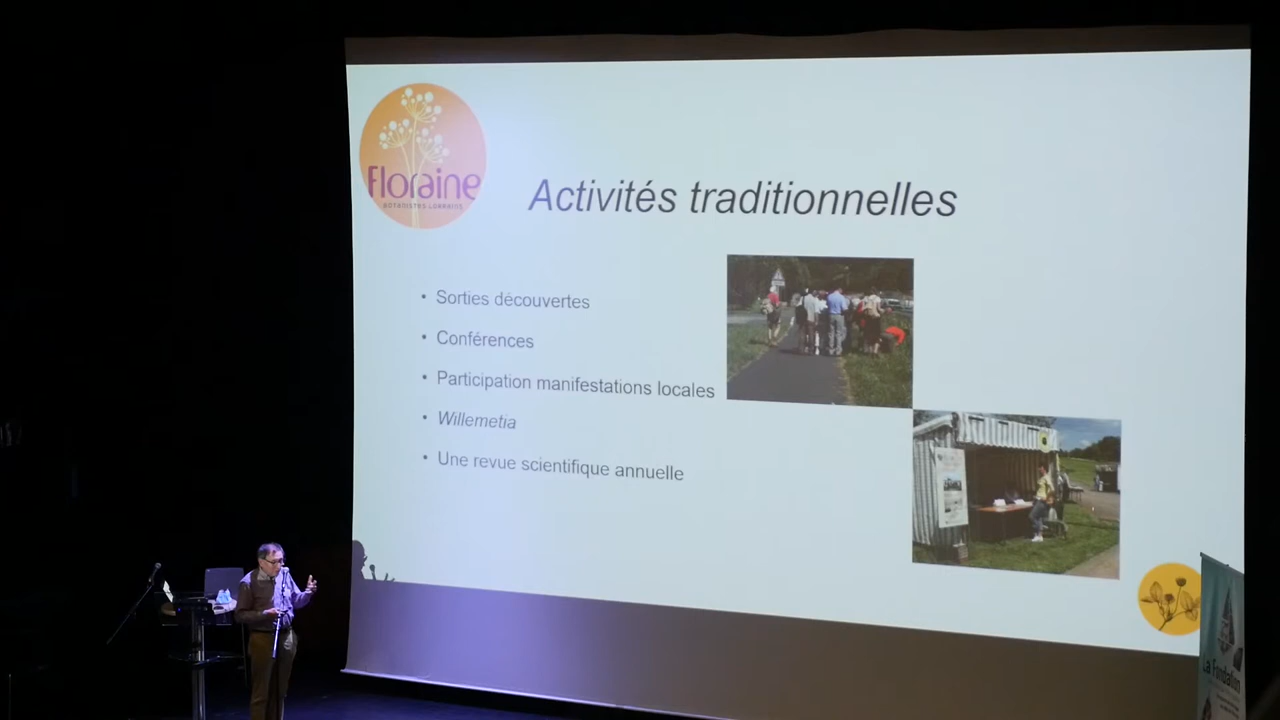 Floraine
BOTANISTES LORRAINS
Activités traditionnelles
• Sorties découvertes
• Conférences
• Participation manifestations locales
• Willemetia
• Une revue scientifique annuelle
La Fondation